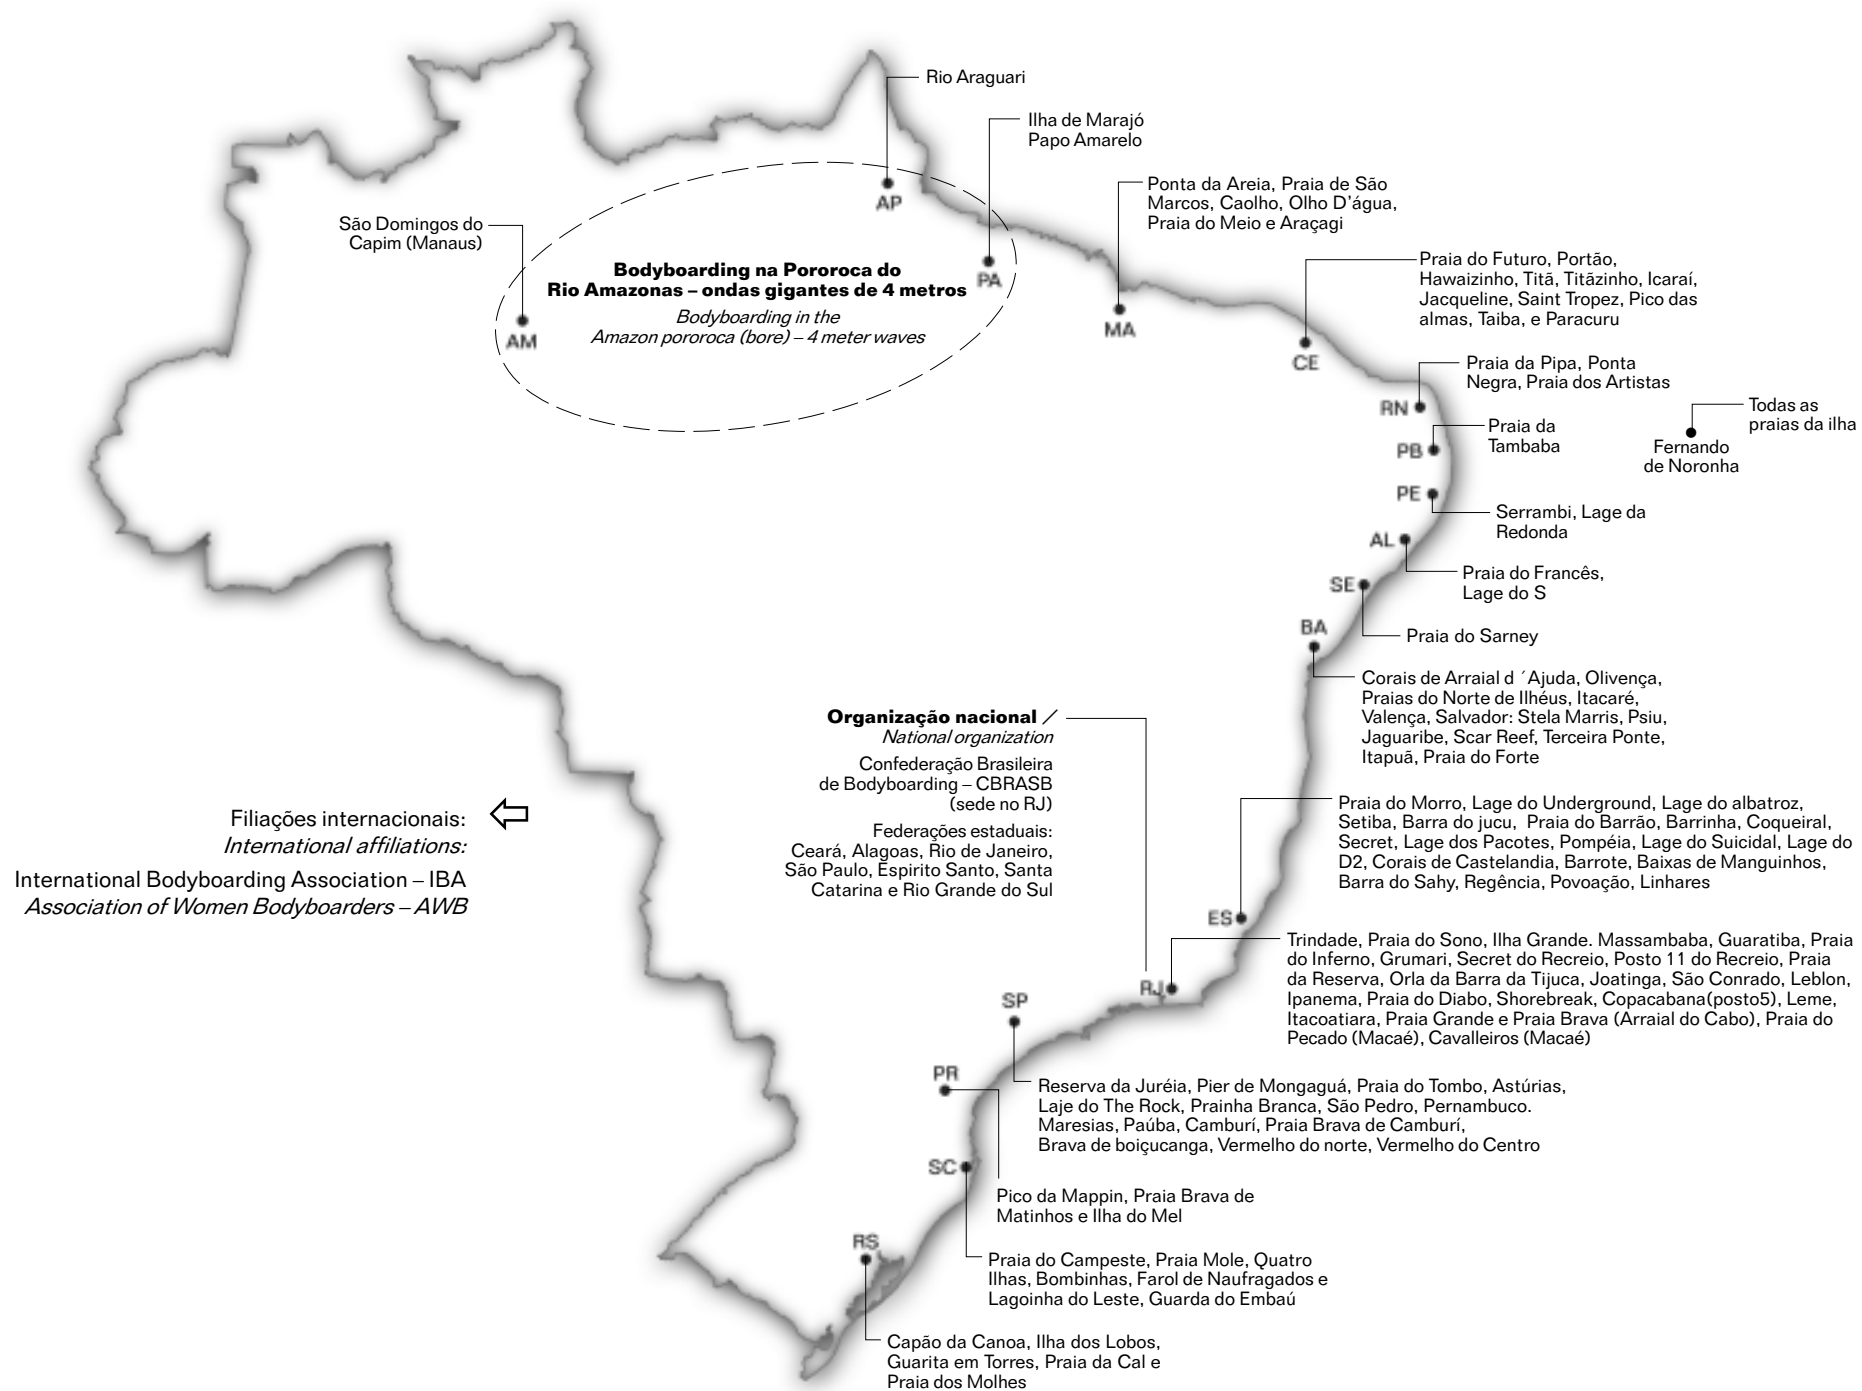 Rio Araguari
Ilha de Marajó
Papo Amarelo
AP
Ponta da Areia, Praia de São
Marcos, Caolho, Olho D'água,
Praia do Meio e Araçagi
São Domingos do
Capim (Manaus)
Bodyboarding na Pororoca do
Rio Amazonas – ondas gigantes de 4 metros
Bodyboarding in the
Amazon pororoca (bore) – 4 meter waves
PA
AM
MA
Praia do Futuro, Portão,
Hawaizinho, Titã, Titãzinho, Icaraí,
Jacqueline, Saint Tropez, Pico das
almas, Taiba, e Paracuru
CE
Praia da Pipa, Ponta
Negra, Praia dos Artistas
RN
Todas as
praias da ilha
Fernando
de Noronha
Praia da
Tambaba
PB
PE
Serrambi, Lage da
Redonda
AL
Praia do Francês,
Lage do S
SE
Praia do Sarney
BA
Corais de Arraial d ´Ajuda, Olivença,
Praias do Norte de Ilhéus, Itacaré,
Valença, Salvador: Stela Marris, Psiu,
Jaguaribe, Scar Reef, Terceira Ponte,
Itapuã, Praia do Forte
Organização nacional /
National organization
Confederação Brasileira
de Bodyboarding – CBRASB
(sede no RJ)
Federações estaduais:
Ceará, Alagoas, Rio de Janeiro,
São Paulo, Espirito Santo, Santa
Catarina e Rio Grande do Sul
Filiações internacionais:
International affiliations:
International Bodyboarding Association – IBA
Association of Women Bodyboarders – AWB
Praia do Morro, Lage do Underground, Lage do albatroz,
Setiba, Barra do jucu, Praia do Barrão, Barrinha, Coqueiral,
Secret, Lage dos Pacotes, Pompéia, Lage do Suicidal, Lage do
D2, Corais de Castelandia, Barrote, Baixas de Manguinhos,
Barra do Sahy, Regência, Povoação, Linhares
ES
Trindade, Praia do Sono, Ilha Grande. Massambaba, Guaratiba, Praia
do Inferno, Grumari, Secret do Recreio, Posto 11 do Recreio, Praia
da Reserva, Orla da Barra da Tijuca, Joatinga, São Conrado, Leblon,
Ipanema, Praia do Diabo, Shorebreak, Copacabana(posto5), Leme,
Itacoatiara, Praia Grande e Praia Brava (Arraial do Cabo), Praia do
Pecado (Macaé), Cavalleiros (Macaé)
RJ
SP
Reserva da Juréia, Pier de Mongaguá, Praia do Tombo, Astúrias,
Laje do The Rock, Prainha Branca, São Pedro, Pernambuco.
Maresias, Paúba, Camburí, Praia Brava de Camburí,
Brava de boiçucanga, Vermelho do norte, Vermelho do Centro
PR
Pico da Mappin, Praia Brava de
Matinhos e Ilha do Mel
SC
Praia do Campeste, Praia Mole, Quatro
Ilhas, Bombinhas, Farol de Naufragados e
Lagoinha do Leste, Guarda do Embaú
RS
Capão da Canoa, Ilha dos Lobos,
Guarita em Torres, Praia da Cal e
Praia dos Molhes